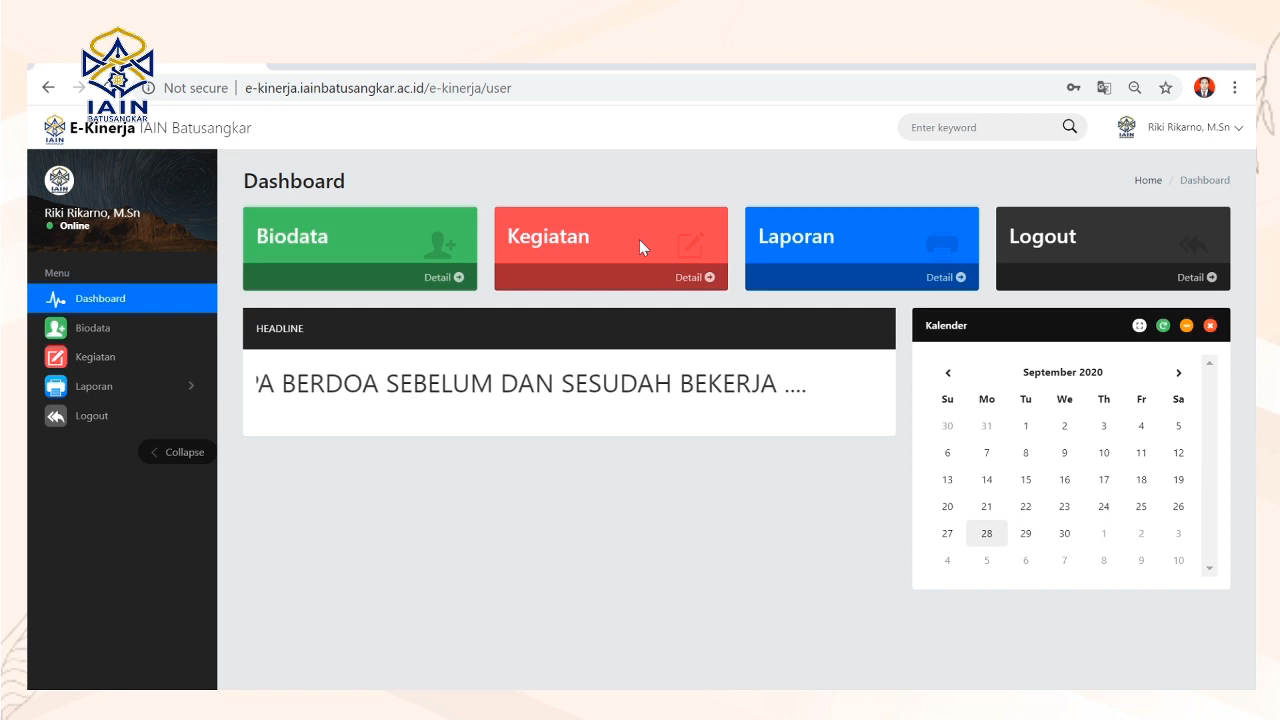 IAIN
BATUSANGKAR
Not secure
e-kinerja.iainbatusangkar.ac.id/e-kinerja/user
E-Kinerja IAIN Batusangkar
Enter keyword
Riki Rikarno, M.Sn
IAIN
Riki Rikarno, M.Sn
Online
Menu
Dashboard
Biodata
Kegiatan
Laporan
Logout
Collapse
Dashboard
Home / Dashboard
Biodata
Detail
Kegiatan
Detail
Laporan
Detail
Logout
Detail
HEADLINE
PA BERDOA SEBELUM DAN SESUDAH BEKERJA ....
Kalender
September 2020
Su Mo Tu We Th Fr Sa
30 31 1 2 3 4 5
6 7 8 9 10 11 12
13 14 15 16 17 18 19
20 21 22 23 24 25 26
27 28 29 30 1 2 3
4 5 6 7 8 9 10